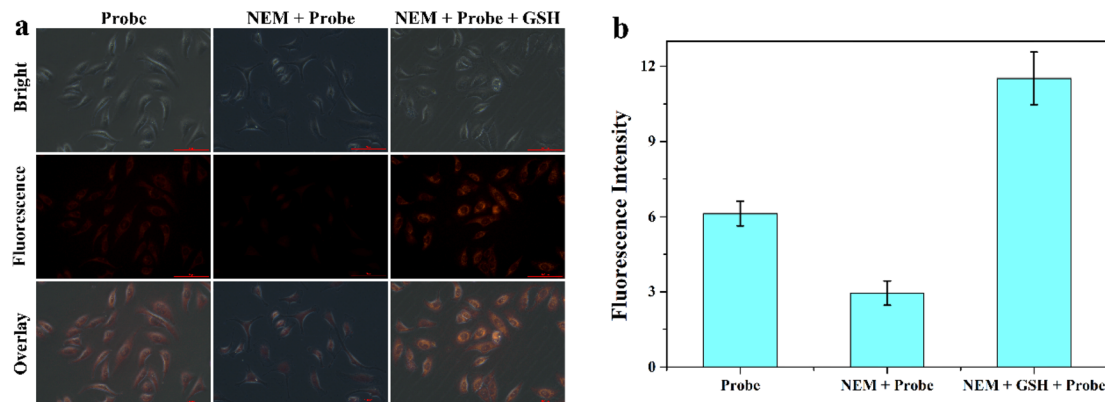 a
Probe
NEM + Probe
NEM + Probe + GSH
Bright
Fluorescence
Overlay
b
Fluorescence Intensity
12
9
6
3
0
Probe
NEM + Probe
NEM + GSH + Probe